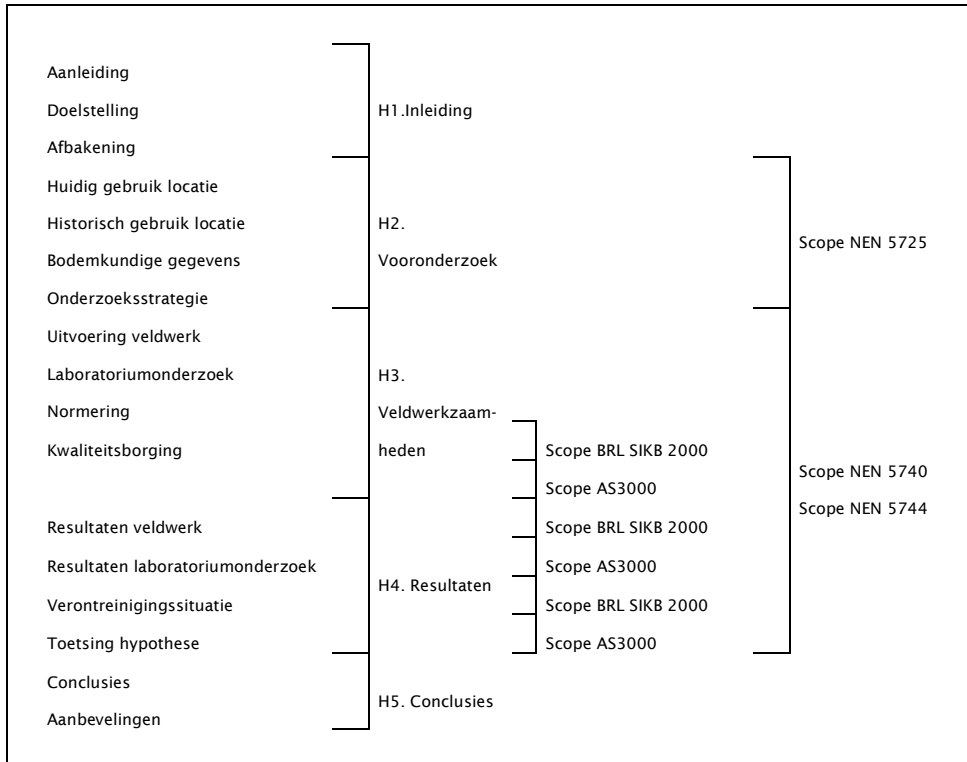 Aanleiding
Doelstelling
H1.Inleiding
Afbakening
Huidig gebruik locatie
Historisch gebruik locatie
H2.
Scope NEN 5725
Bodemkundige gegevens
Vooronderzoek
Onderzoeksstrategie
Uitvoering veldwerk
Laboratoriumonderzoek
H3.
Normering
Veldwerkzaam-
Kwaliteitsborging
heden
Scope BRL SIKB 2000
Scope NEN 5740
Scope AS3000
Scope NEN 5744
Resultaten veldwerk
Scope BRL SIKB 2000
Resultaten laboratoriumonderzoek
Scope AS3000
H4. Resultaten
Verontreinigingssituatie
Scope BRL SIKB 2000
Toetsing hypothese
Scope AS3000
Conclusies
H5. Conclusies
Aanbevelingen